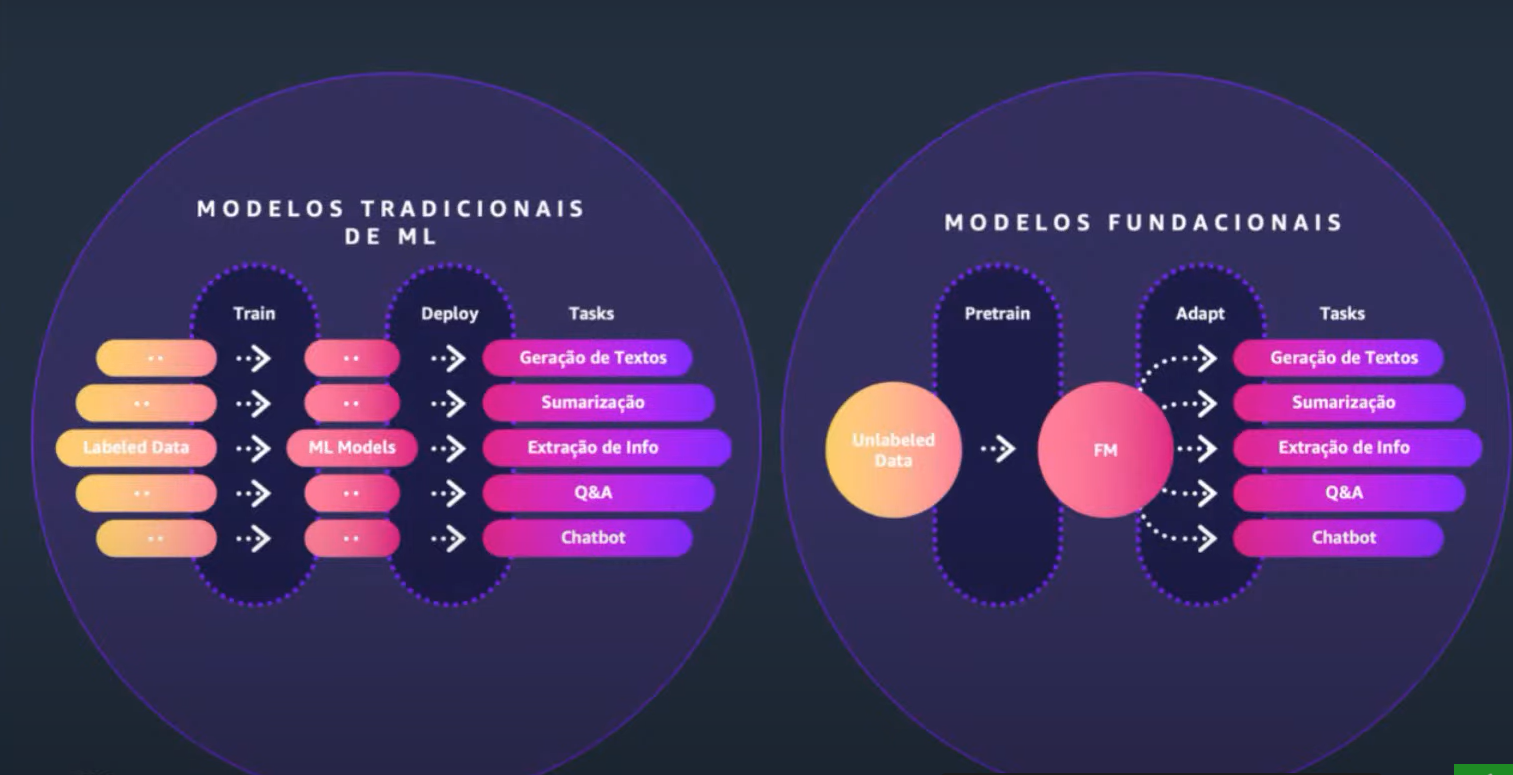 MODELOS TRADICIONAIS
DE ML
Train
Deploy
Tasks
Geração de Textos
Sumarização
Labeled Data
ML Models
Extração de Info
Q&A
Chatbot
MODELOS FUNDACIONAIS
Pretrain
Adapt
Tasks
Unlabeled
Data
FM
Geração de Textos
Sumarização
Extração de Info
Q&A
Chatbot